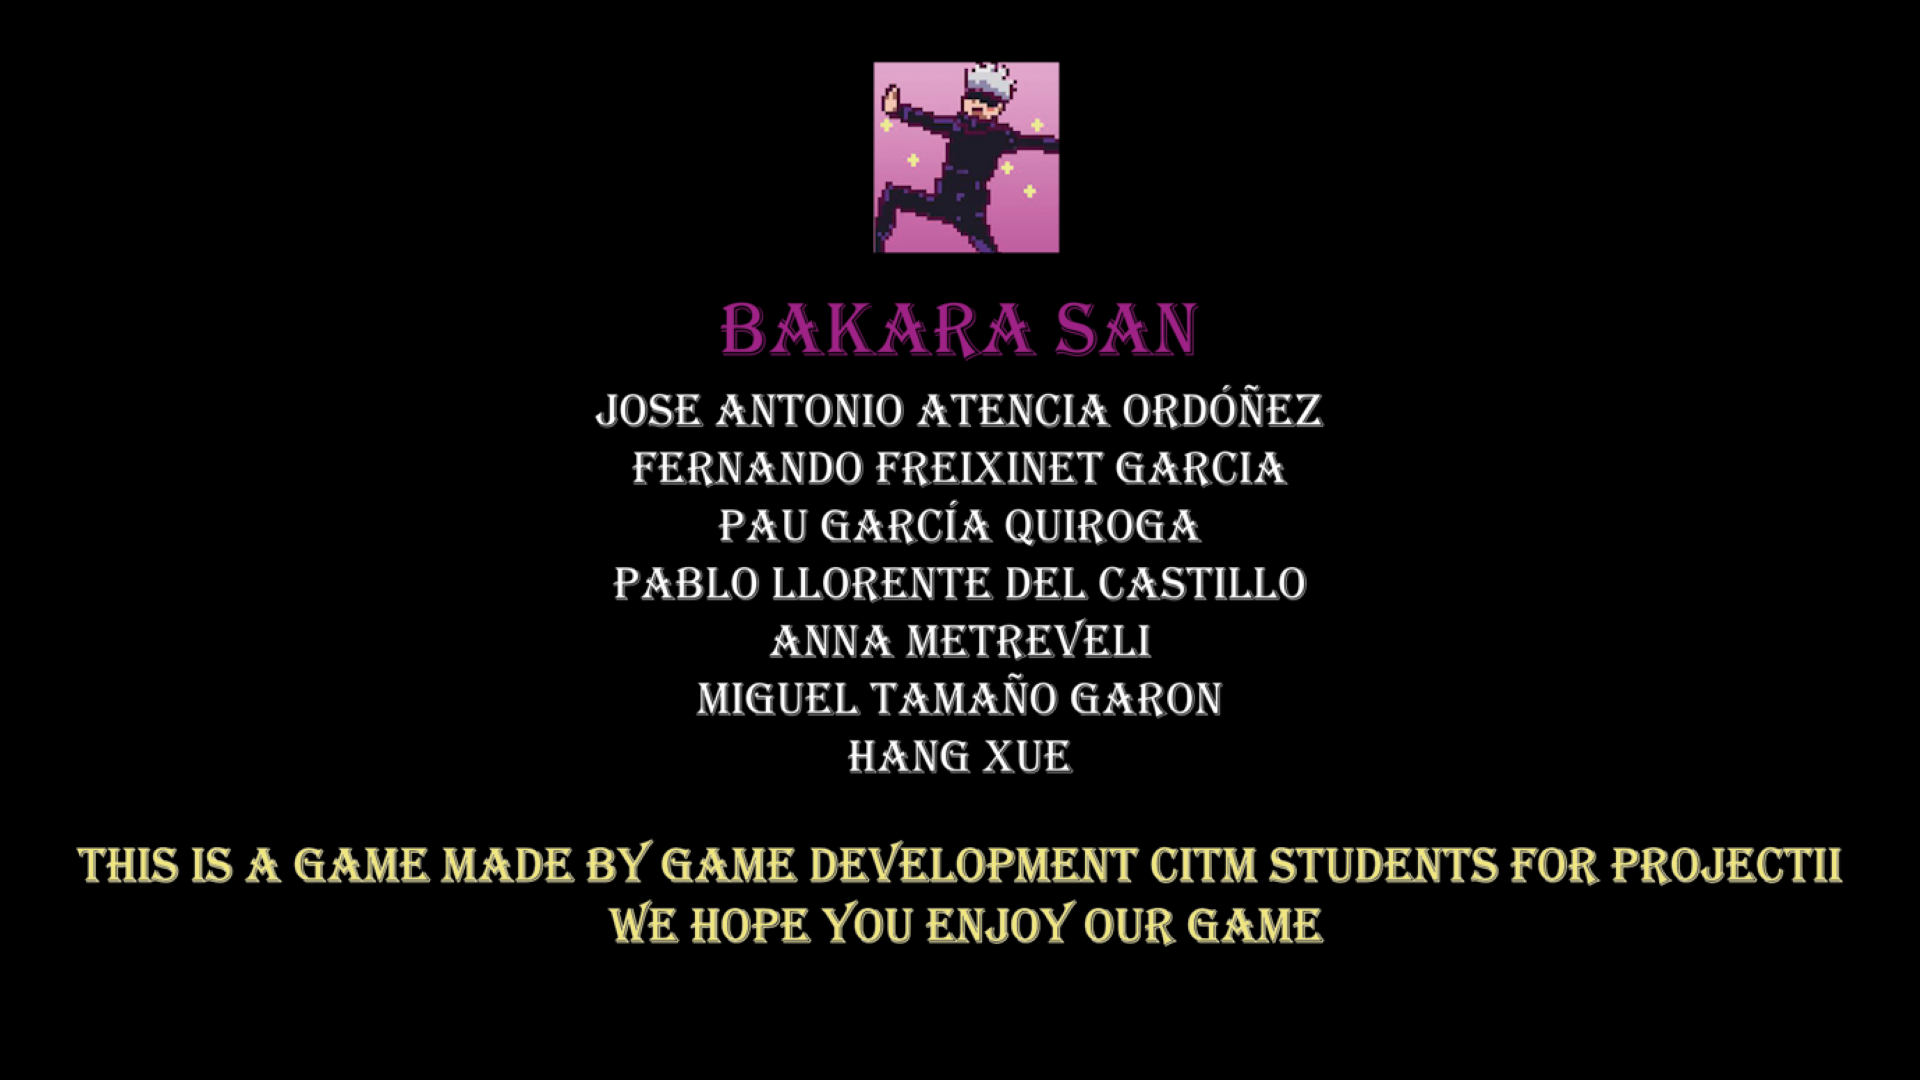 BAKARA SAN
JOSE ANTONIO ATENCIA ORDÓÑEZ
FERNANDO FREIXINET GARCIA
PAU GARCÍA QUIROGA
PABLO LLORENTE DEL CASTILLO
ANNA METREVELI
MIGUEL TAMAÑO GARON
HANG XUE
THIS IS A GAME MADE BY GAME DEVELOPMENT CITM STUDENTS FOR PROJECTII
WE HOPE YOU ENJOY OUR GAME